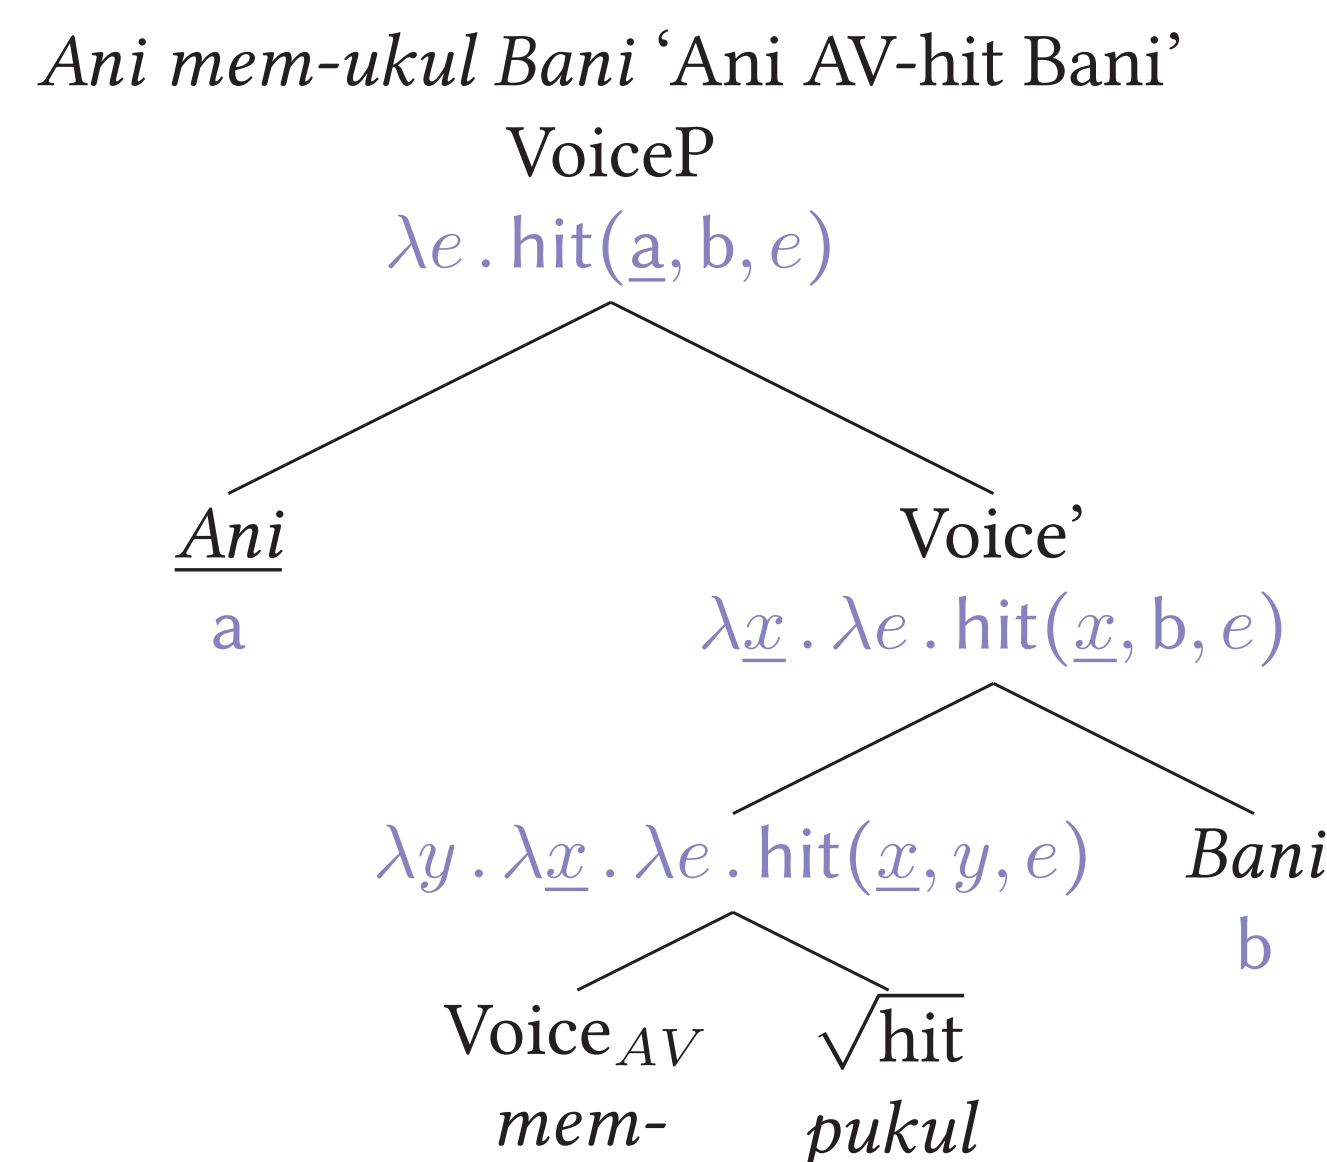 Ani mem-ukul Bani ‘Ani AV-hit Bani’
VoiceP
λe . hit(a, b, e)
Ani Voice’
a λx . λe . hit(x, b, e)
λy . λx . λe . hit(x, y, e) Bani
b
Voice_AV √hit
mem- pukul